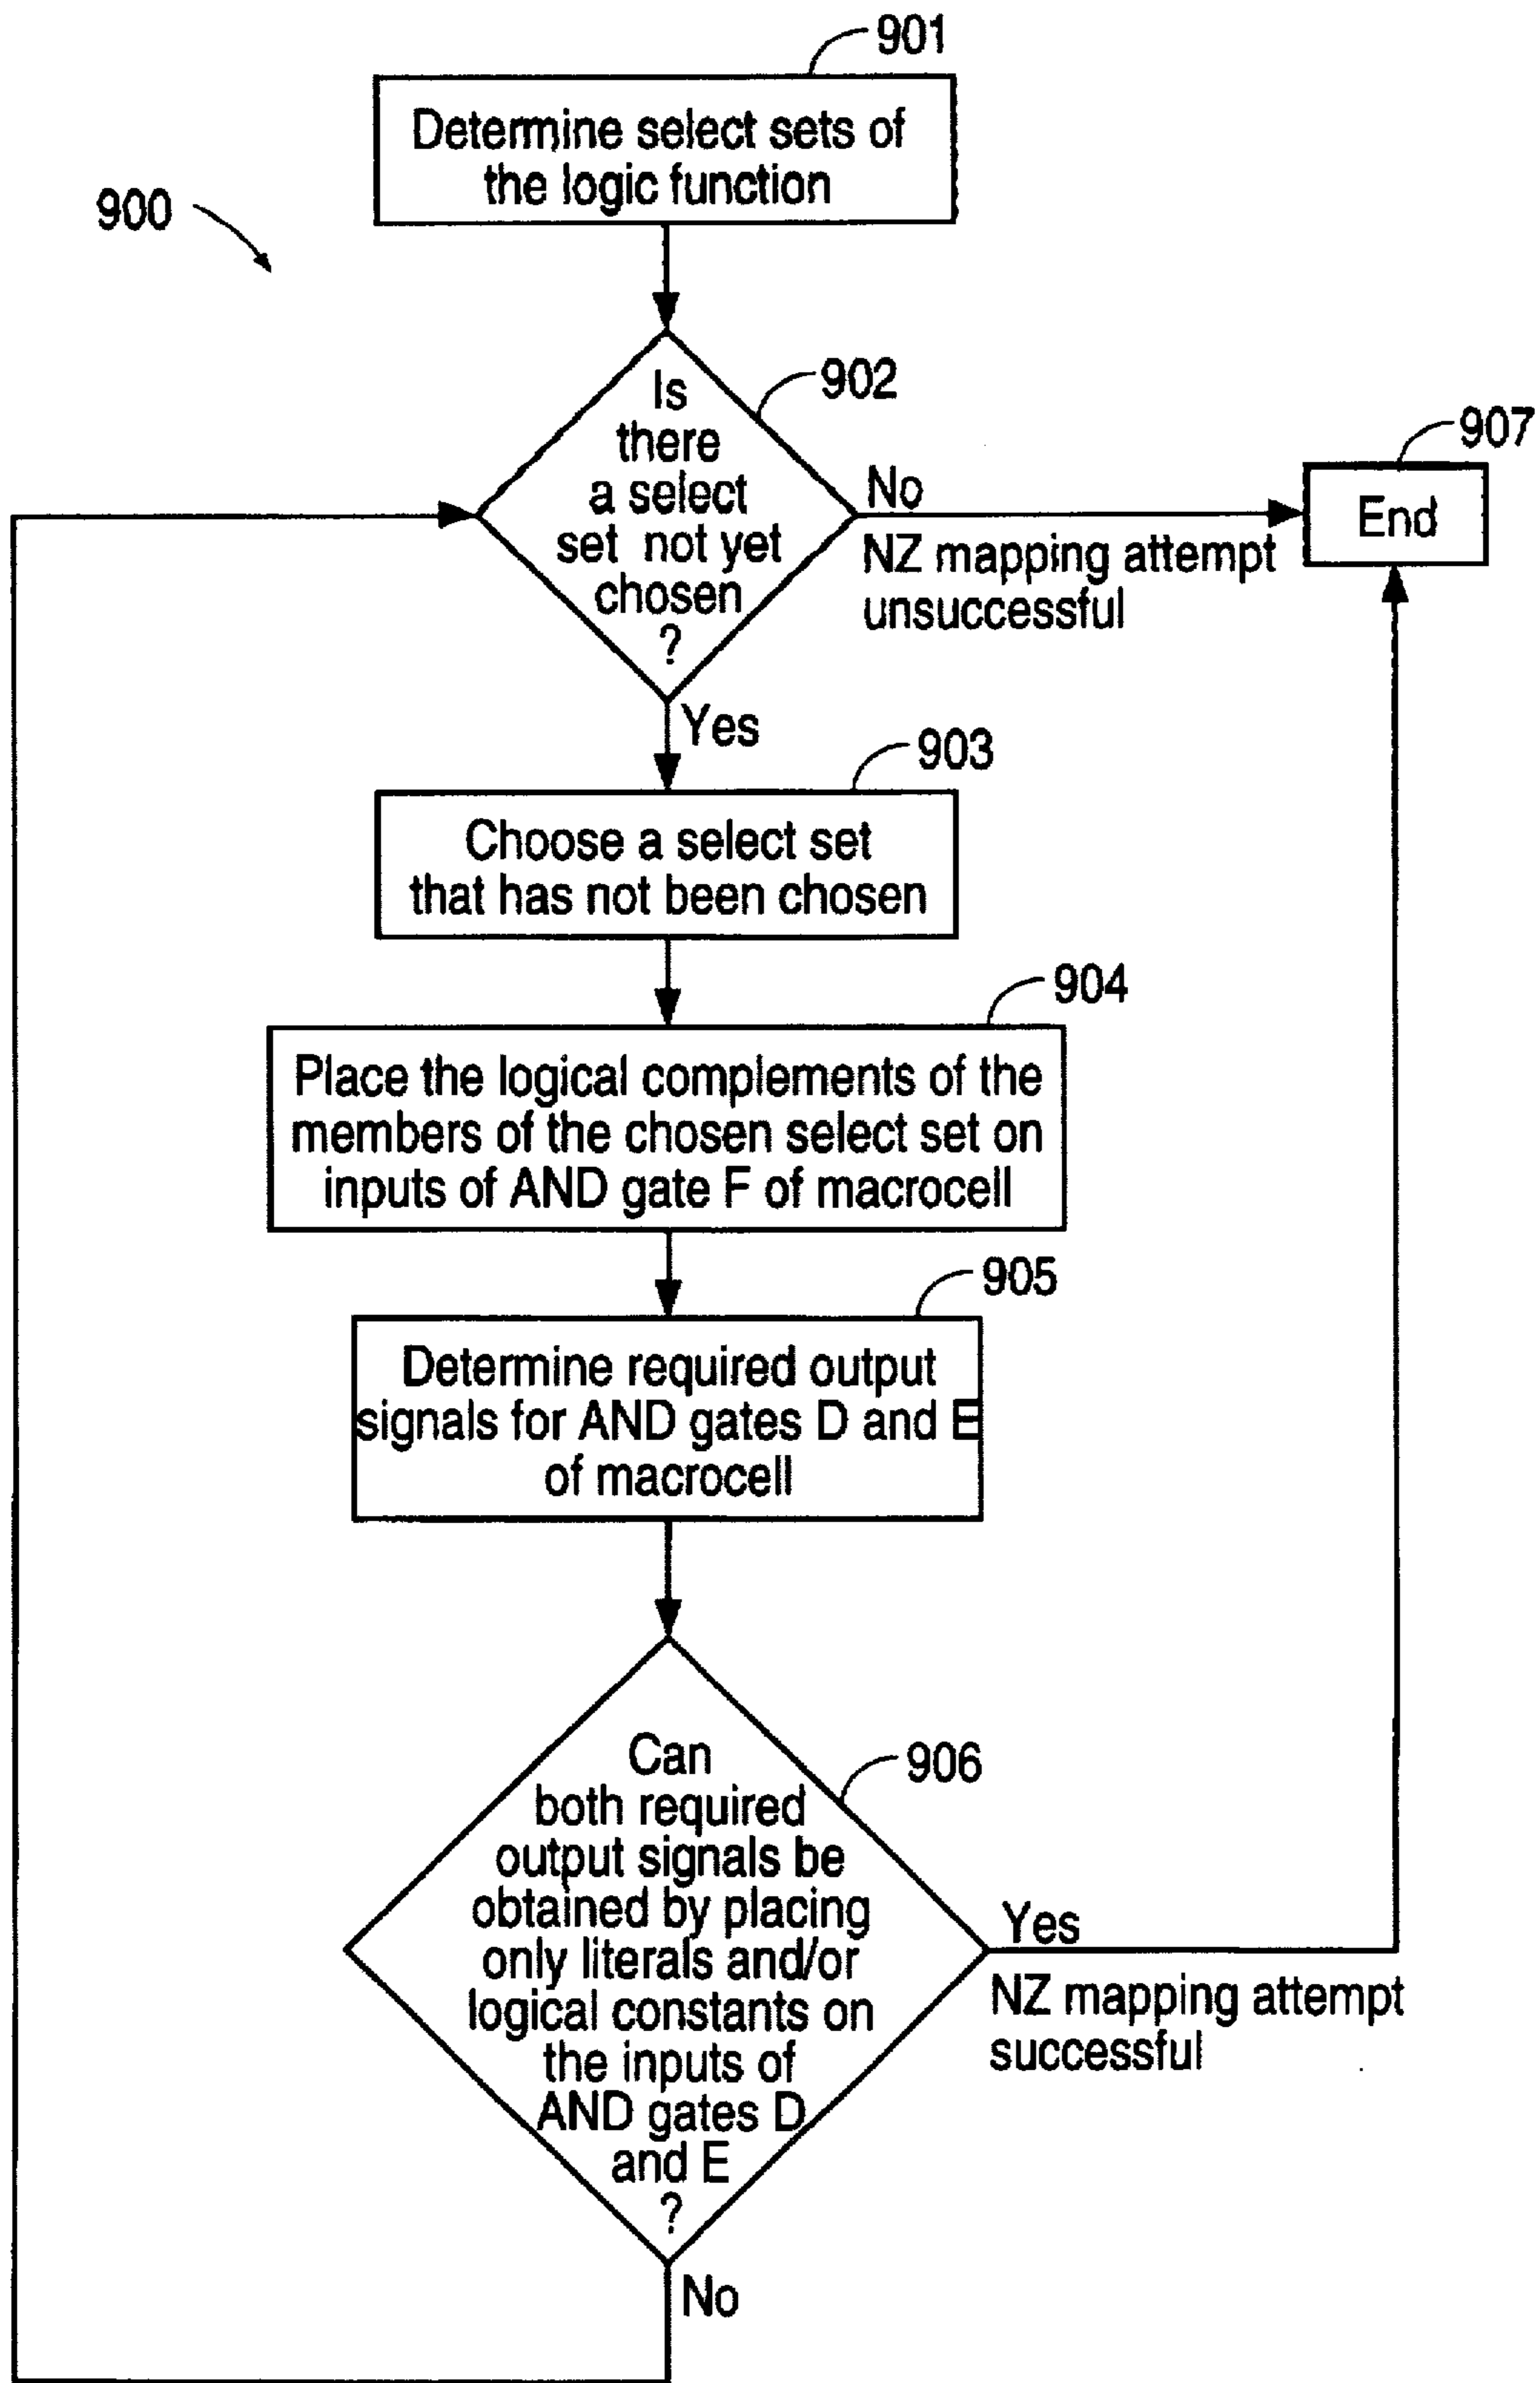 901
Determine select sets of
the logic function
900
902
Is
there
a select
set not yet
chosen
?
No
NZ mapping attempt
unsuccessful
907
End
Yes
903
Choose a select set
that has not been chosen
904
Place the logical complements of the
members of the chosen select set on
inputs of AND gate F of macrocell
905
Determine required output
signals for AND gates D and E
of macrocell
906
Can
both required
output signals be
obtained by placing
only literals and/or
logical constants on
the inputs of
AND gates D
and E
?
Yes
NZ mapping attempt
successful
No